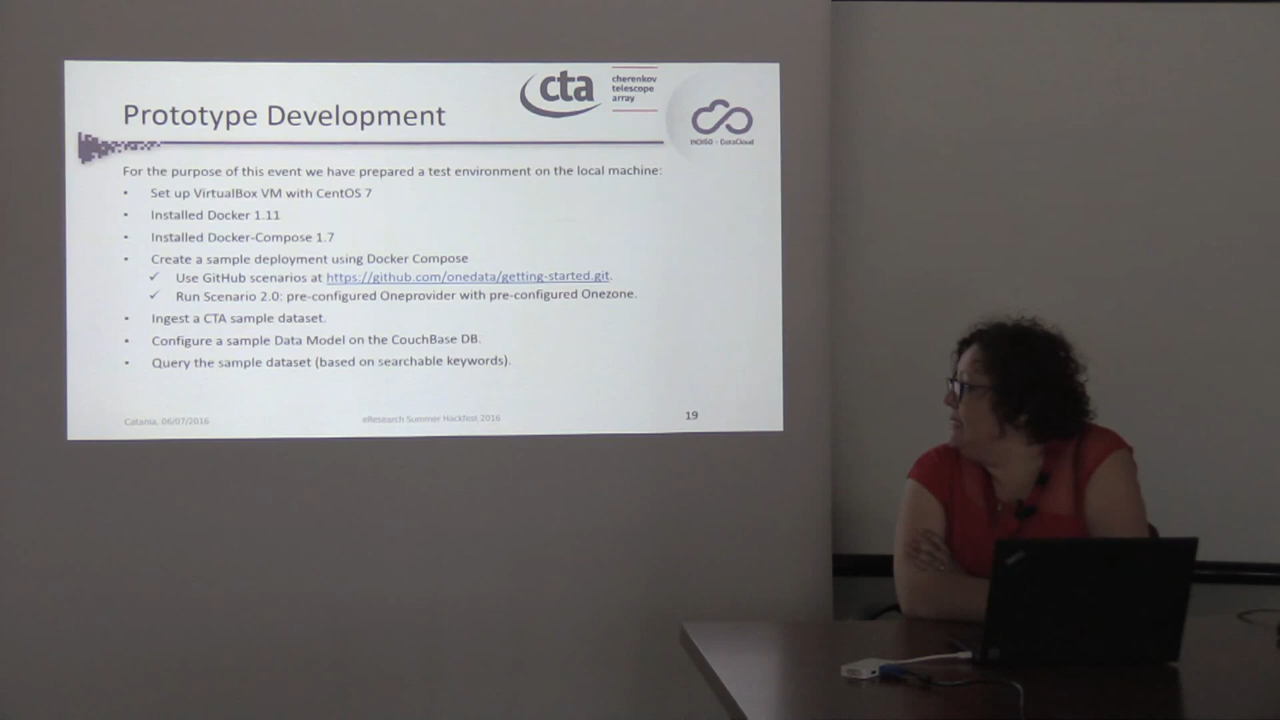 cta
cherenkov
telescope
array
Prototype Development
INDIGO - DataCloud
For the purpose of this event we have prepared a test environment on the local machine:
• Set up VirtualBox VM with CentOS 7
• Installed Docker 1.11
• Installed Docker-Compose 1.7
• Create a sample deployment using Docker Compose
✓ Use GitHub scenarios at https://github.com/onedata/getting-started.git.
✓ Run Scenario 2.0: pre-configured Oneprovider with pre-configured Onezone.
• Ingest a CTA sample dataset.
• Configure a sample Data Model on the CouchBase DB.
• Query the sample dataset (based on searchable keywords).
Catania, 06/07/2016
eResearch Summer Hackfest 2016
19